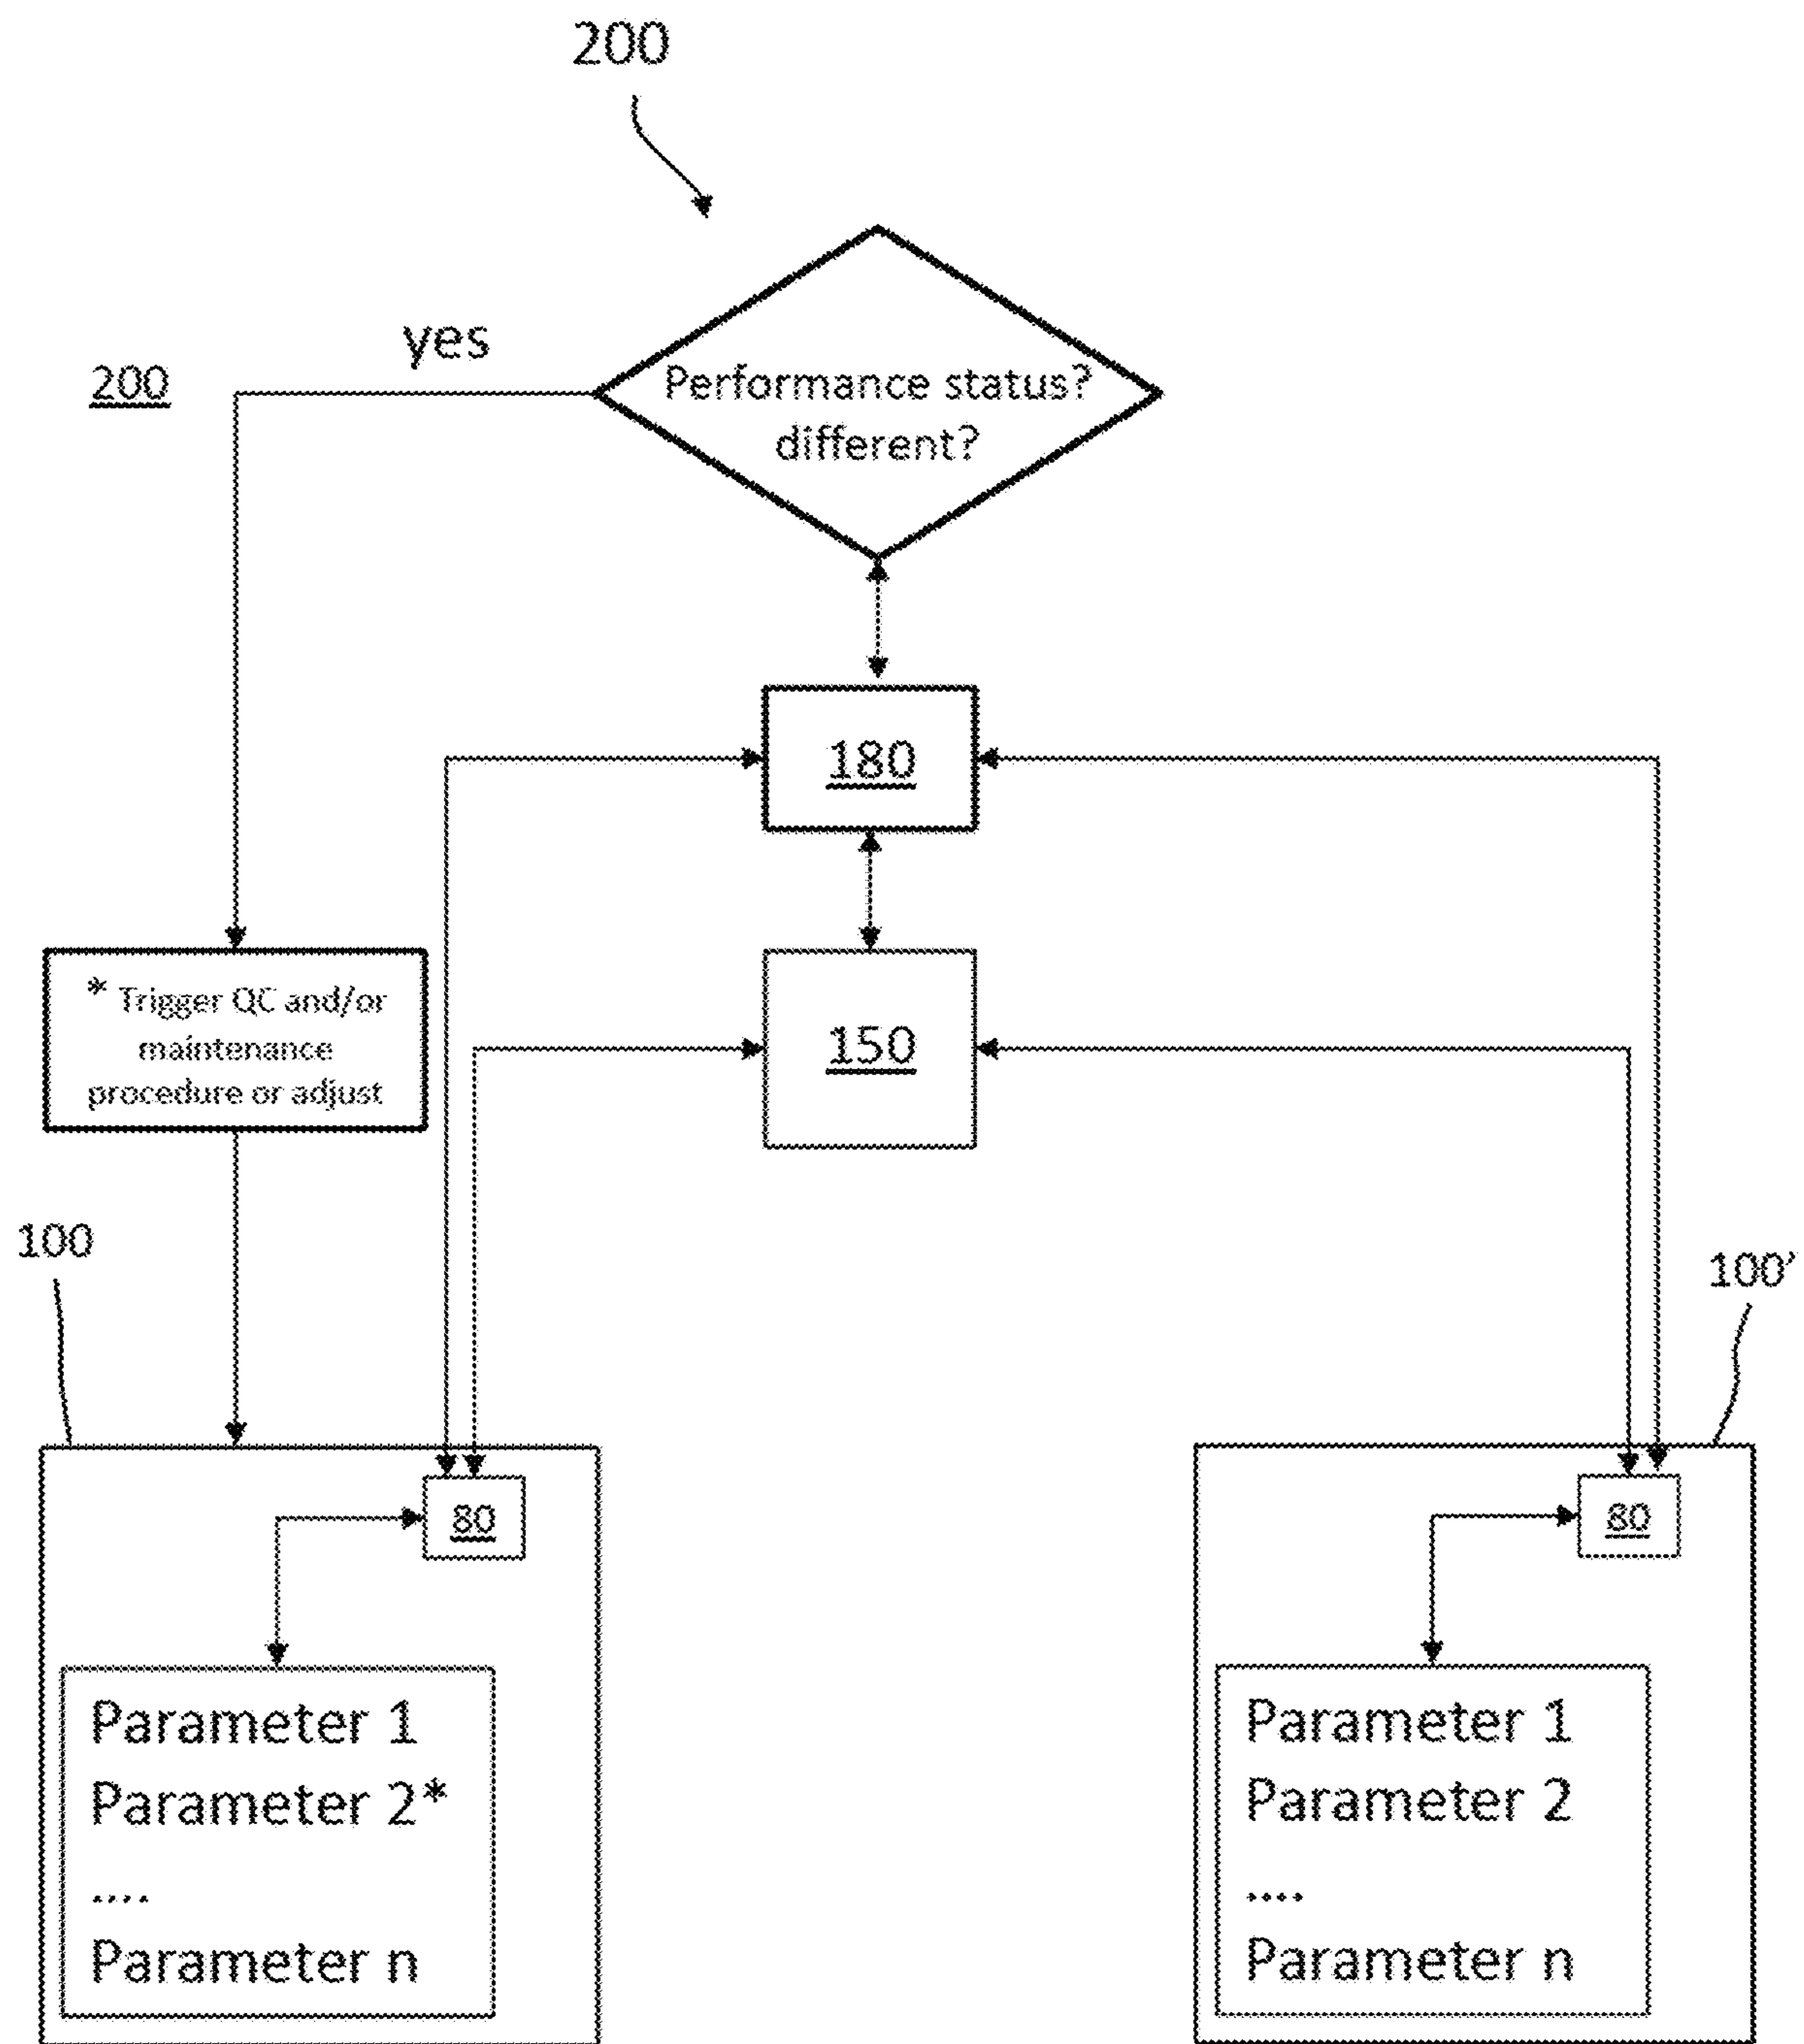 200
yes
200
Performance status?
different?
180
* Trigger QC and/or
maintenance
procedure or adjust
150
100
100'
80
80
Parameter 1
Parameter 2*
....
Parameter n
Parameter 1
Parameter 2
....
Parameter n